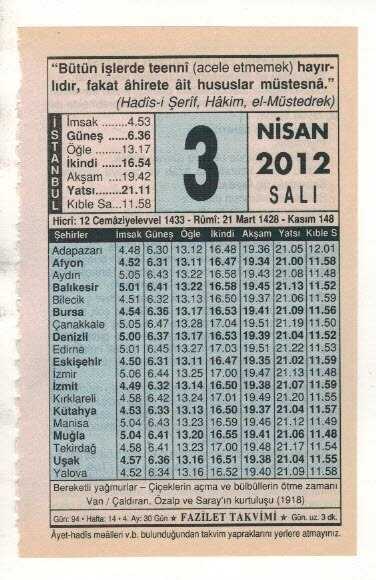 “Bütün işlerde teennî (acele etmemek) hayır-
lıdır, fakat âhirete âit hususlar müstesnâ.”
(Hadîs-i Şerîf, Hâkim, el-Müstedrek)
İSTANBUL
İmsak ........4.53
Güneş ......6.36
Öğle ........13.17
İkindi ......16.54
Akşam ...19.42
Yatsı.......21.11
Kıble Sa...11.58
3
NİSAN
2012
SALI
Hicrî: 12 Cemâziyelevvel 1433 - Rûmî: 21 Mart 1428 - Kasım 148
Şehirler İmsak Güneş Öğle İkindi Akşam Yatsı Kıble S
Adapazarı 4.48 6.30 13.12 16.48 19.36 21.05 12.01
Afyon 4.52 6.31 13.11 16.47 19.34 21.00 11.58
Aydın 5.05 6.43 13.22 16.58 19.43 21.08 11.48
Balıkesir 5.01 6.41 13.22 16.58 19.45 21.13 11.52
Bilecik 4.51 6.32 13.13 16.50 19.37 21.06 11.59
Bursa 4.54 6.36 13.17 16.53 19.41 21.09 11.56
Çanakkale 5.05 6.47 13.28 17.04 19.51 21.19 11.50
Denizli 5.00 6.37 13.17 16.53 19.39 21.04 11.52
Edirne 5.01 6.45 13.27 17.03 19.51 21.22 11.53
Eskişehir 4.50 6.31 13.11 16.47 19.35 21.02 11.59
İzmir 5.06 6.44 13.25 17.00 19.47 21.13 11.48
İzmit 4.49 6.32 13.14 16.50 19.38 21.07 11.59
Kırklareli 4.58 6.42 13.24 17.01 19.49 21.20 11.55
Kütahya 4.53 6.33 13.13 16.50 19.37 21.04 11.57
Manisa 5.04 6.43 13.23 16.59 19.46 21.12 11.49
Muğla 5.04 6.41 13.20 16.55 19.41 21.06 11.48
Tekirdağ 4.58 6.41 13.23 17.00 19.48 21.17 11.54
Uşak 4.57 6.36 13.16 16.51 19.38 21.04 11.55
Yalova 4.52 6.34 13.16 16.52 19.40 21.09 11.58
Bereketli yağmurlar – Çiçeklerin açma ve bülbüllerin ötme zamanı
Van / Çaldıran, Özalp ve Saray'ın kurtuluşu (1918)
Gün: 94 • Hafta: 14 • 4. Ay: 30 Gün ★ FAZİLET TAKVİMİ ★ Gün. uz. 3 dk.
Âyet-hadîs meâlleri v.b. bulunduğundan takvim yapraklarını yerlere atmayınız.